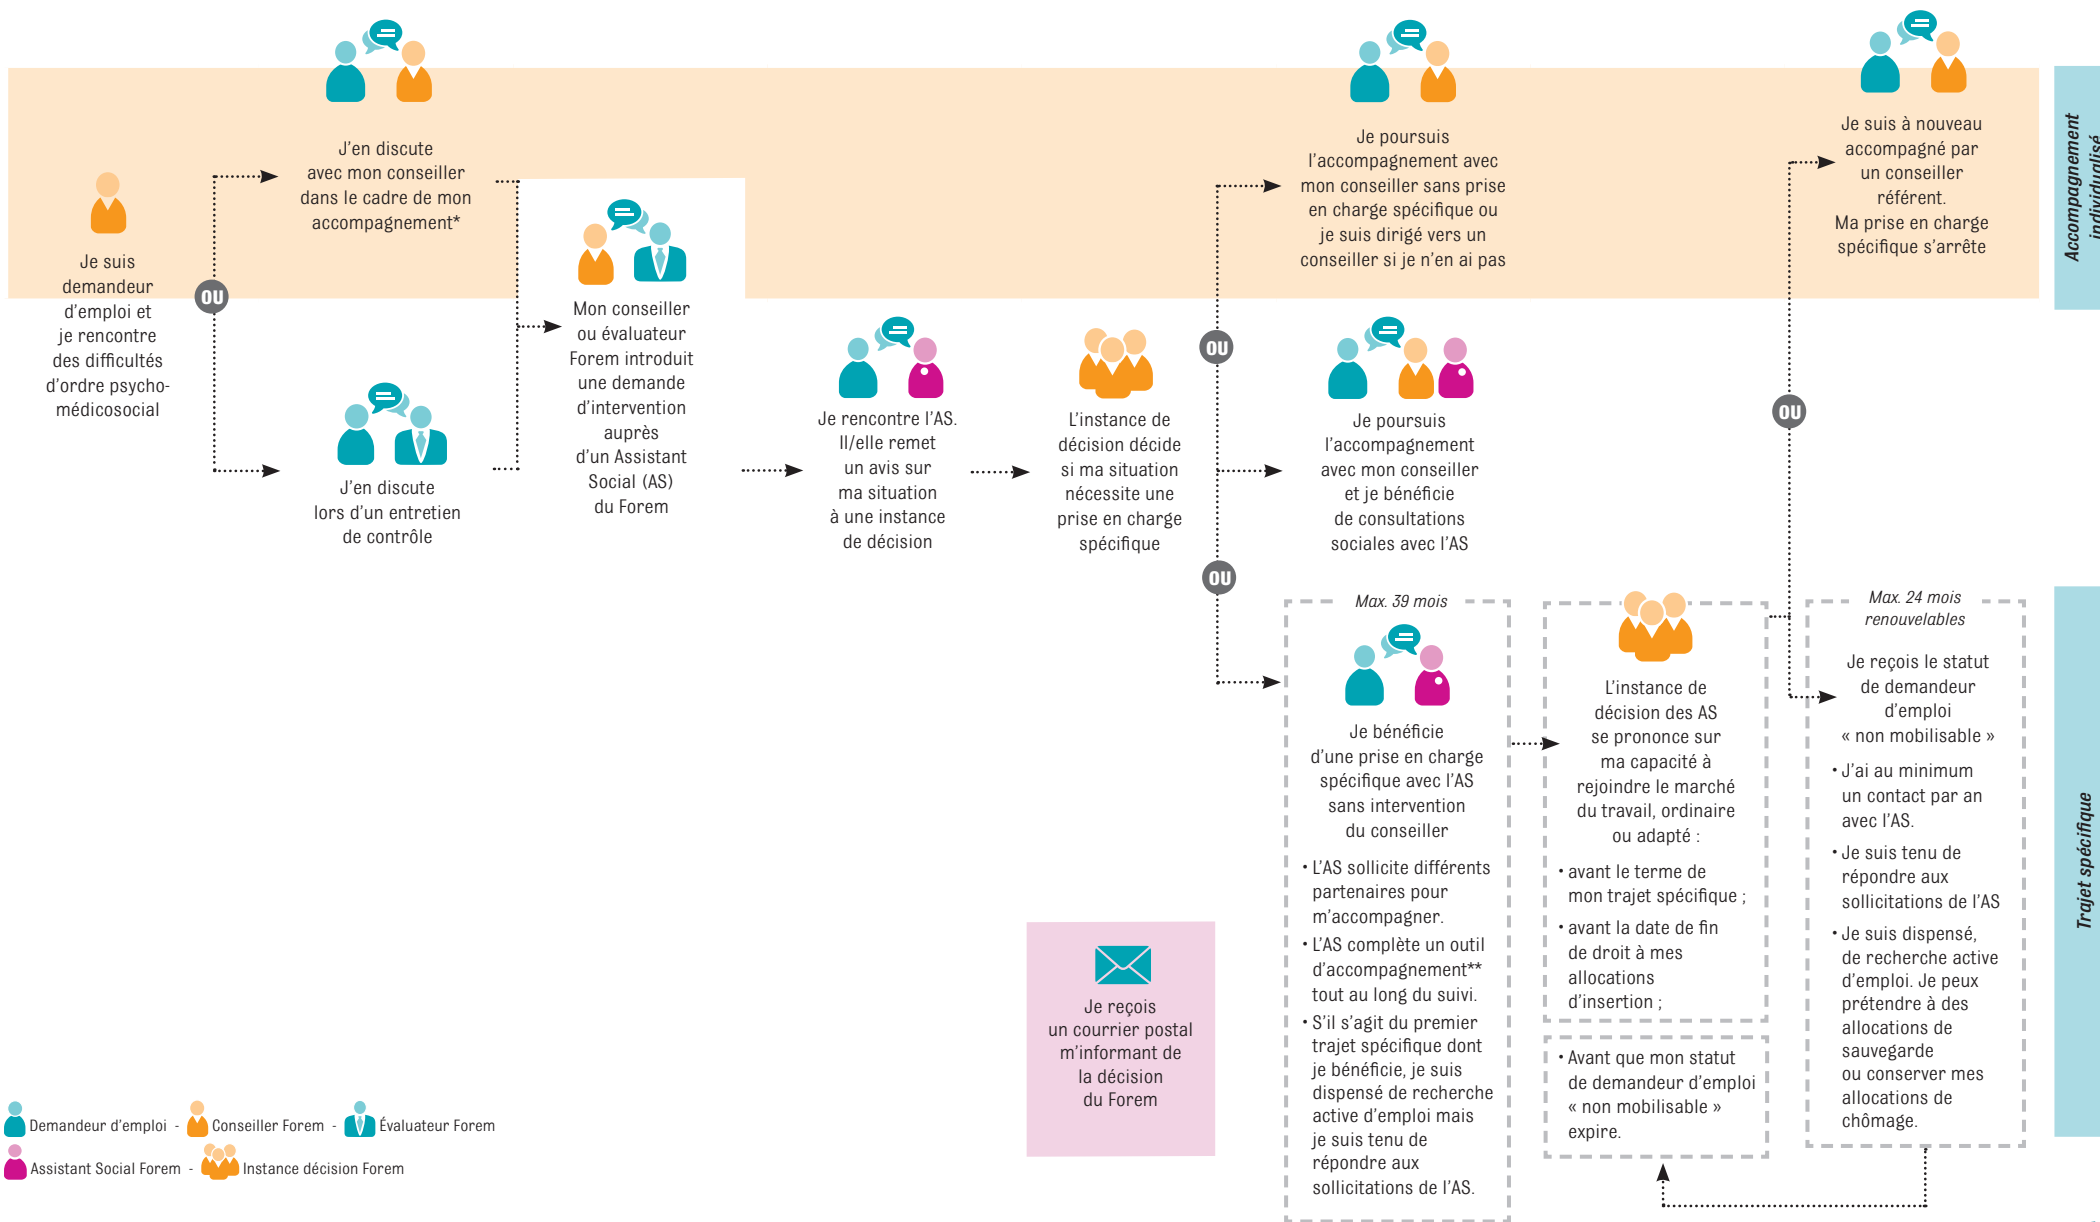 Je suis
demandeur
d'emploi et
je rencontre
des difficultés
d'ordre psycho-
médicosocial
OU
J'en discute
avec mon conseiller
dans le cadre de mon
accompagnement*
J'en discute
lors d'un entretien
de contrôle
Mon conseiller
ou évaluateur
Forem introduit
une demande
d'intervention
auprès
d'un Assistant
Social (AS)
du Forem
Je rencontre l'AS.
Il/elle remet
un avis sur
ma situation
à une instance
de décision
L'instance de
décision décide
si ma situation
nécessite une
prise en charge
spécifique
OU
OU
Je poursuis
l'accompagnement avec
mon conseiller sans prise
en charge spécifique ou
je suis dirigé vers un
conseiller si je n'en ai pas
Je poursuis
l'accompagnement
avec mon conseiller
et je bénéficie
de consultations
sociales avec l'AS
Max. 39 mois
Je bénéficie
d'une prise en charge
spécifique avec l'AS
sans intervention
du conseiller
• L'AS sollicite différents
partenaires pour
m'accompagner.
• L'AS complète un outil
d'accompagnement**
tout au long du suivi.
• S'il s'agit du premier
trajet spécifique dont
je bénéficie, je suis
dispensé de recherche
active d'emploi mais
je suis tenu de
répondre aux
sollicitations de l'AS.
L'instance de
décision des AS
se prononce sur
ma capacité à
rejoindre le marché
du travail, ordinaire
ou adapté :
• avant le terme de
mon trajet spécifique ;
• avant la date de fin
de droit à mes
allocations
d'insertion ;
• Avant que mon statut
de demandeur d'emploi
« non mobilisable »
expire.
OU
Je suis à nouveau
accompagné par
un conseiller
référent.
Ma prise en charge
spécifique s'arrête
Max. 24 mois
renouvelables
Je reçois le statut
de demandeur
d'emploi
« non mobilisable »
• J'ai au minimum
un contact par an
avec l'AS.
• Je suis tenu de
répondre aux
sollicitations de l'AS
• Je suis dispensé,
de recherche active
d'emploi. Je peux
prétendre à des
allocations de
sauvegarde
ou conserver mes
allocations de
chômage.
Accompagnement
individualisé
Trajet spécifique
Je reçois
un courrier postal
m'informant de
la décision
du Forem
Demandeur d'emploi - Conseiller Forem - Évaluateur Forem
Assistant Social Forem - Instance décision Forem